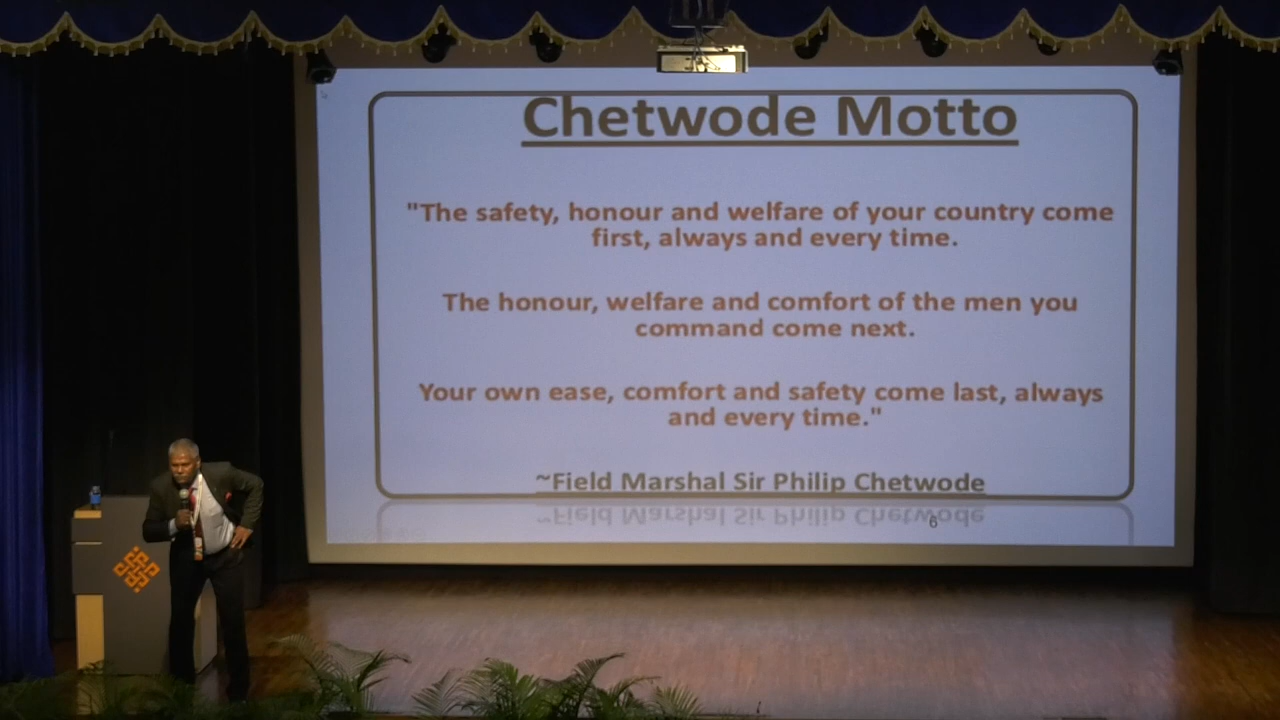 Chetwode Motto
"The safety, honour and welfare of your country come
first, always and every time.
The honour, welfare and comfort of the men you
command come next.
Your own ease, comfort and safety come last, always
and every time."
~Field Marshal Sir Philip Chetwode
6